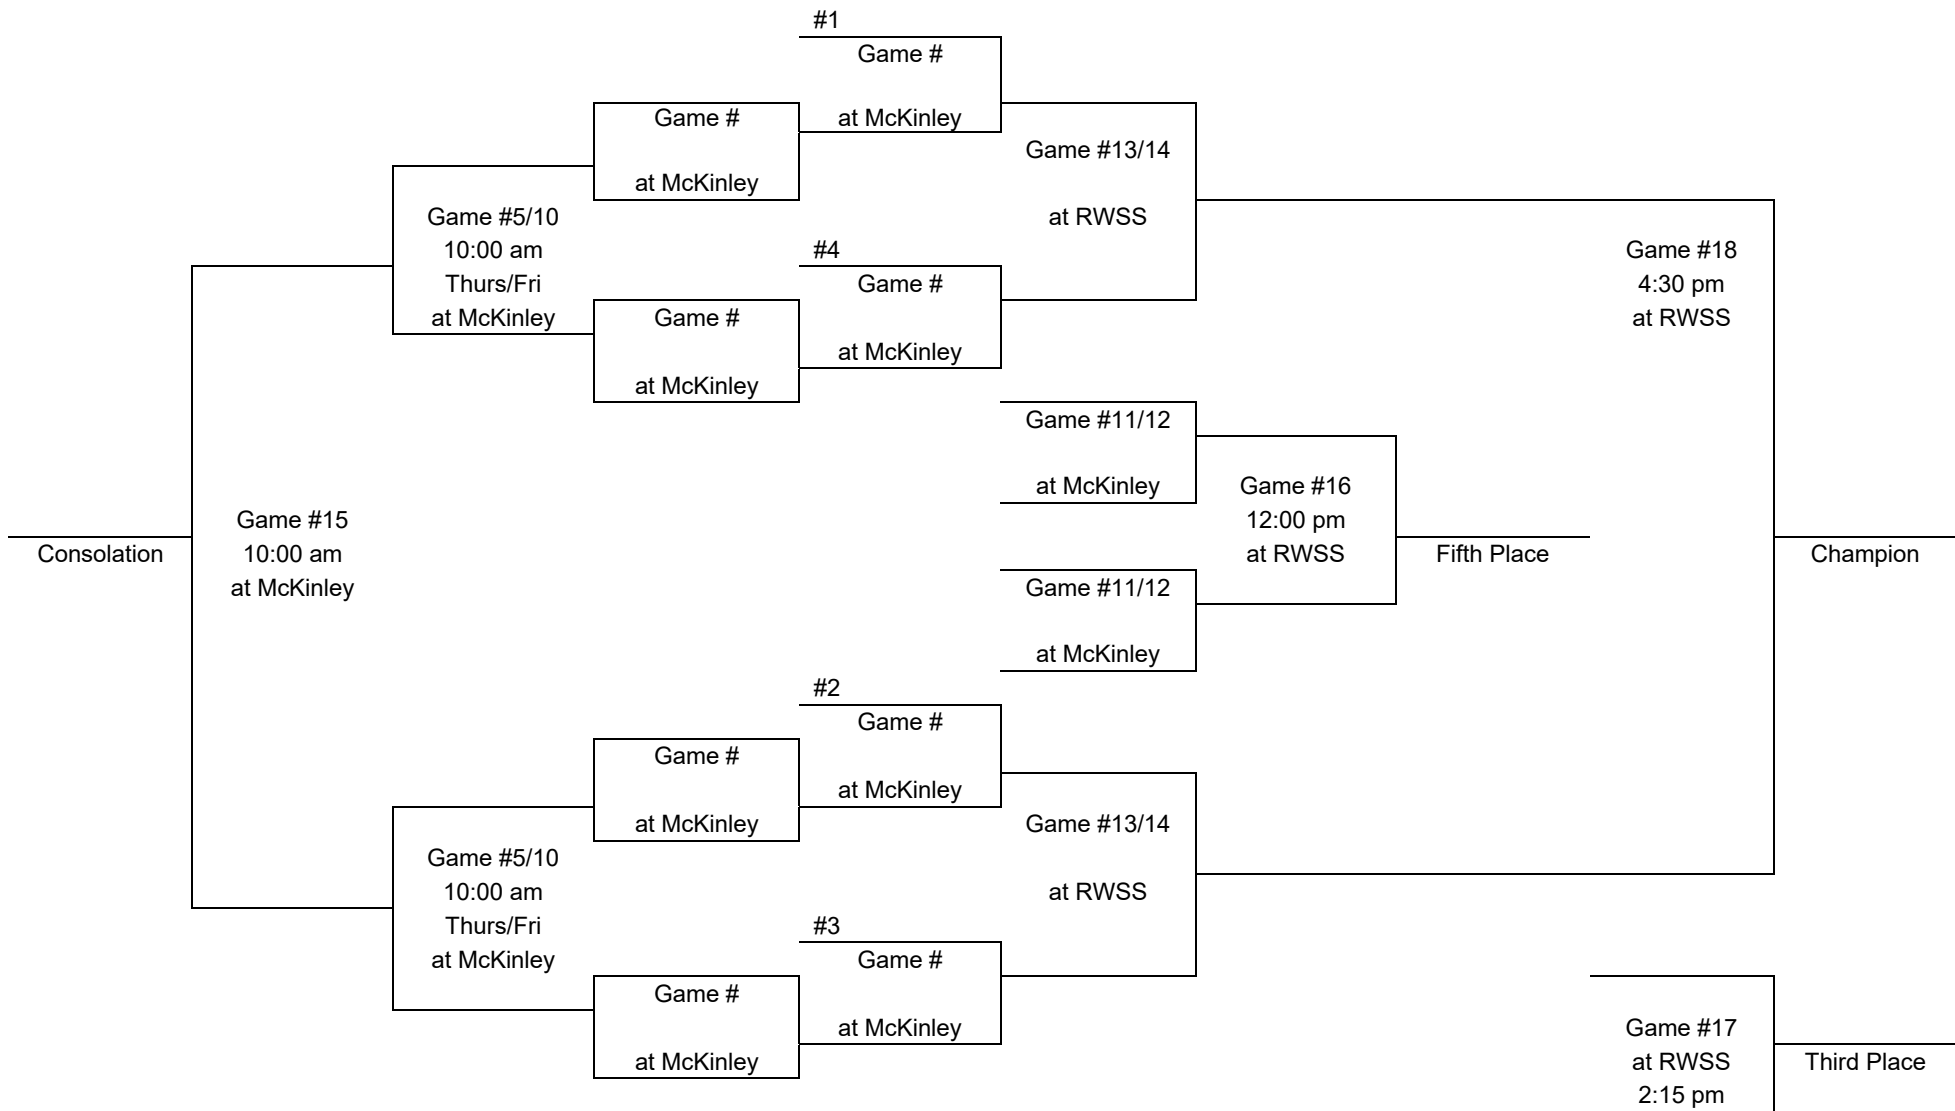 #1
Game #
at McKinley
Game #
at McKinley
Game #13/14
at RWSS
Game #5/10
10:00 am
Thurs/Fri
at McKinley
#4
Game #
at McKinley
Game #
at McKinley
Game #18
4:30 pm
at RWSS
Game #11/12
at McKinley
Game #16
12:00 pm
at RWSS
Fifth Place
Game #11/12
at McKinley
Consolation
Game #15
10:00 am
at McKinley
Champion
#2
Game #
at McKinley
Game #
at McKinley
Game #13/14
at RWSS
Game #5/10
10:00 am
Thurs/Fri
at McKinley
#3
Game #
at McKinley
Game #
at McKinley
Game #17
at RWSS
2:15 pm
Third Place